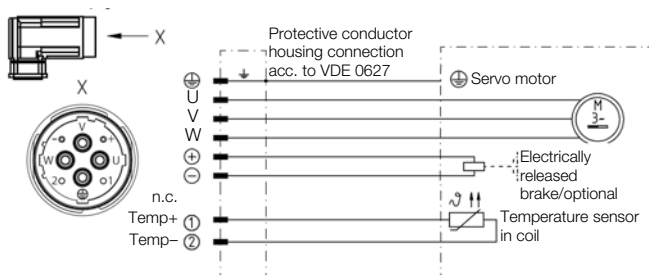 X
X
V
- +
W U
2 1
Protective conductor
housing connection
acc. to VDE 0627
Servo motor
U
V
W
M
3~
+
−
Electrically
released
brake/optional
n.c.
ϑ
Temp+ 1
Temp− 2
Temperature sensor
in coil